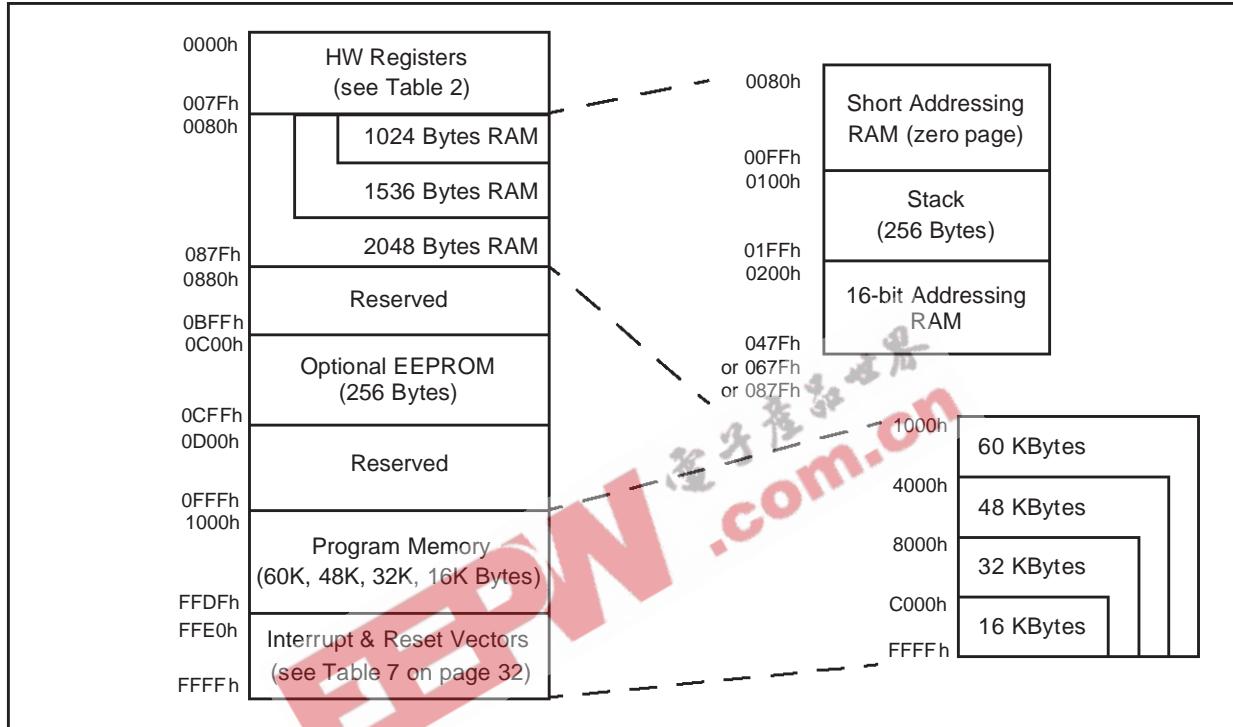 0000h
HW Registers
(see Table 2)
007Fh
0080h
1024 Bytes RAM
1536 Bytes RAM
2048 Bytes RAM
087Fh
0880h
Reserved
0BFFh
0C00h
Optional EEPROM
(256 Bytes)
0CFFh
0D00h
Reserved
0FFFh
1000h
Program Memory
(60K, 48K, 32K, 16K Bytes)
FFDFh
FFE0h
Interrupt & Reset Vectors
(see Table 7 on page 32)
FFFFh
0080h
Short Addressing
RAM (zero page)
00FFh
0100h
Stack
(256 Bytes)
01FFh
0200h
16-bit Addressing
RAM
047Fh
or 067Fh
or 087Fh
1000h
60 KBytes
4000h
48 KBytes
8000h
32 KBytes
C000h
16 KBytes
FFFFh
EEPW
.com.cn
電子產品世界